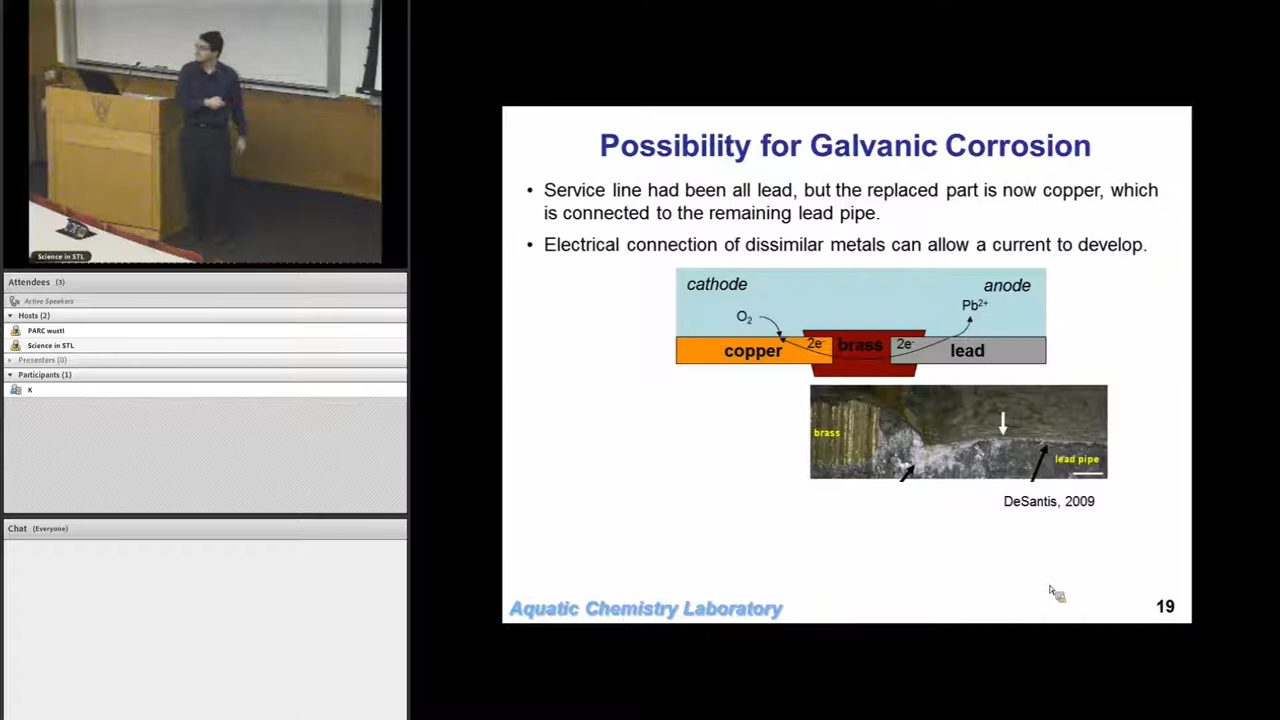 Science in STL
Attendees (3)
Active Speakers
Hosts (2)
PARC wustl
Science in STL
Presenters (0)
Participants (1)
K
Chat (Everyone)
Possibility for Galvanic Corrosion
• Service line had been all lead, but the replaced part is now copper, which
is connected to the remaining lead pipe.
• Electrical connection of dissimilar metals can allow a current to develop.
cathode
anode
O2
Pb2+
copper
2e-
brass
2e-
lead
brass
lead pipe
DeSantis, 2009
Aquatic Chemistry Laboratory
19